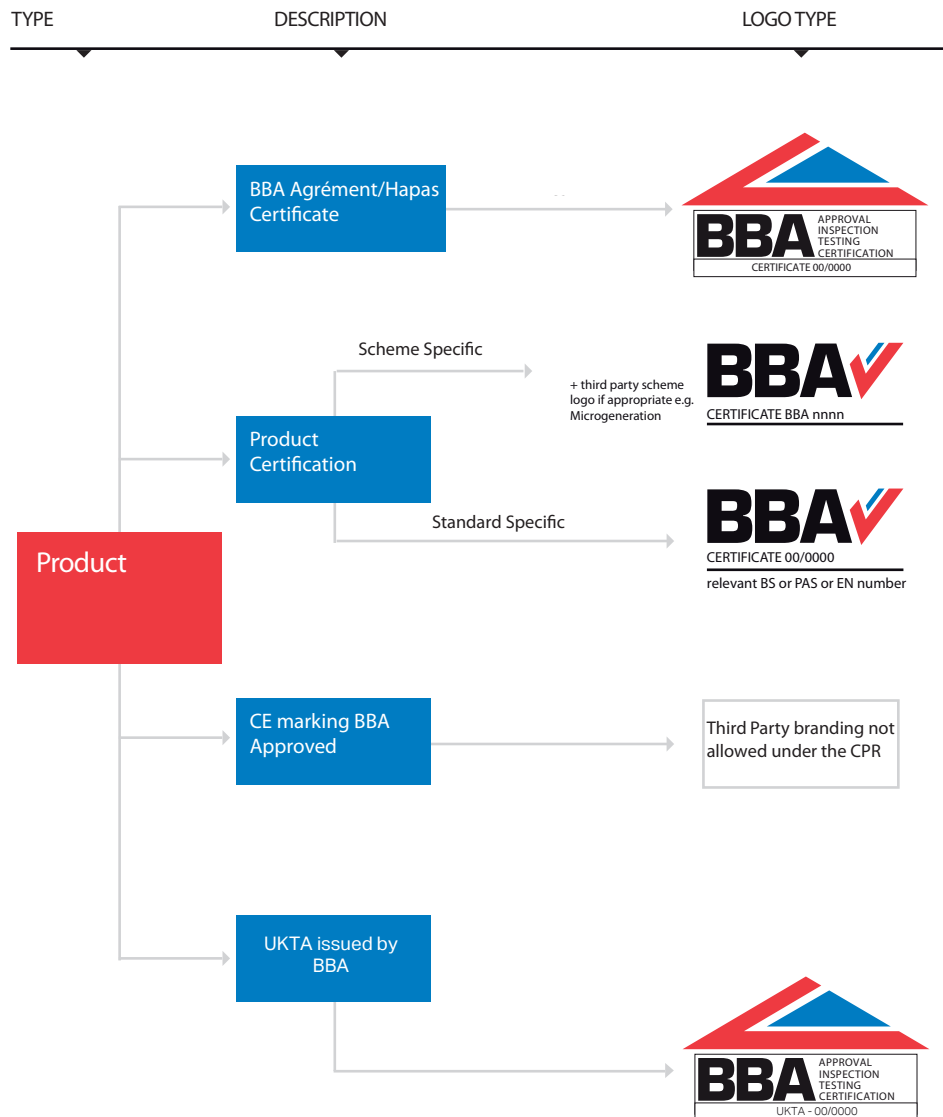 TYPE
DESCRIPTION
LOGO TYPE
BBA Agrément/Hapas
Certificate
BBA
APPROVAL
INSPECTION
TESTING
CERTIFICATION
CERTIFICATE 00/0000
Scheme Specific
+ third party scheme
logo if appropriate e.g.
Microgeneration
BBA
CERTIFICATE BBA nnnn
Product
Certification
Standard Specific
BBA
CERTIFICATE 00/0000
relevant BS or PAS or EN number
Product
CE marking BBA
Approved
Third Party branding not
allowed under the CPR
UKTA issued by
BBA
BBA
APPROVAL
INSPECTION
TESTING
CERTIFICATION
UKTA - 00/0000